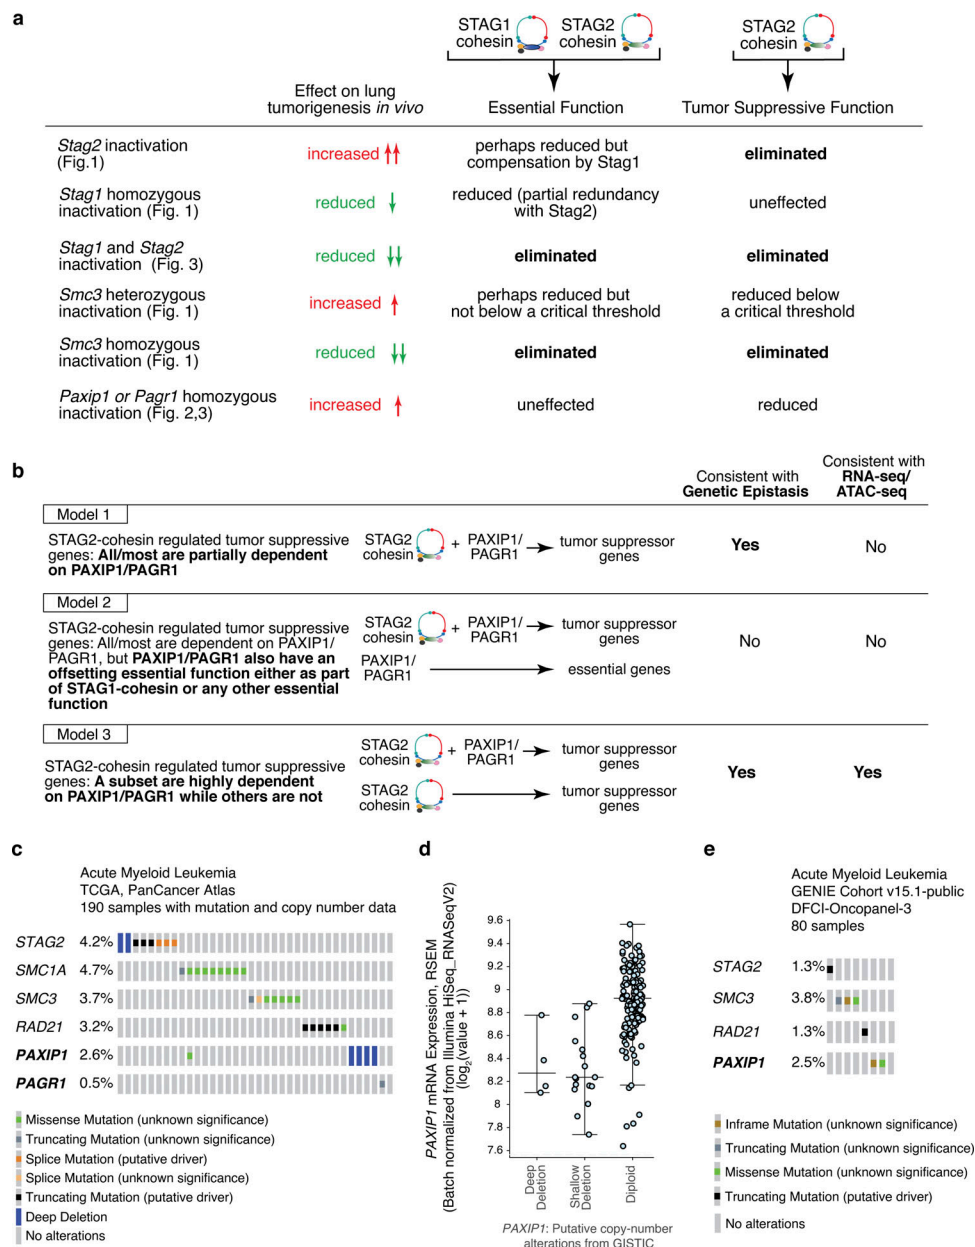 a
STAG1 cohesin
STAG2 cohesin
STAG2 cohesin
Effect on lung tumorigenesis in vivo
Essential Function
Tumor Suppressive Function
Stag2 inactivation (Fig.1)
increased
perhaps reduced but compensation by Stag1
eliminated
Stag1 homozygous inactivation (Fig. 1)
reduced
reduced (partial redundancy with Stag2)
uneffected
Stag1 and Stag2 inactivation (Fig. 3)
reduced
eliminated
eliminated
Smc3 heterozygous inactivation (Fig. 1)
increased
perhaps reduced but not below a critical threshold
reduced below a critical threshold
Smc3 homozygous inactivation (Fig. 1)
reduced
eliminated
eliminated
Paxip1 or Pagr1 homozygous inactivation (Fig. 2,3)
increased
uneffected
reduced
b
Consistent with Genetic Epistasis
Consistent with RNA-seq/ ATAC-seq
Model 1
STAG2-cohesin regulated tumor suppressive genes: All/most are partially dependent on PAXIP1/PAGR1
STAG2 cohesin
+
PAXIP1/ PAGR1
tumor suppressor genes
Yes
No
Model 2
STAG2-cohesin regulated tumor suppressive genes: All/most are dependent on PAXIP1/ PAGR1, but PAXIP1/PAGR1 also have an offsetting essential function either as part of STAG1-cohesin or any other essential function
STAG2 cohesin
+
PAXIP1/ PAGR1
tumor suppressor genes
PAXIP1/ PAGR1
essential genes
No
No
Model 3
STAG2-cohesin regulated tumor suppressive genes: A subset are highly dependent on PAXIP1/PAGR1 while others are not
STAG2 cohesin
+
PAXIP1/ PAGR1
tumor suppressor genes
STAG2 cohesin
tumor suppressor genes
Yes
Yes
c
Acute Myeloid Leukemia
TCGA, PanCancer Atlas
190 samples with mutation and copy number data
STAG2 4.2%
SMC1A 4.7%
SMC3 3.7%
RAD21 3.2%
PAXIP1 2.6%
PAGR1 0.5%
Missense Mutation (unknown significance)
Truncating Mutation (unknown significance)
Splice Mutation (putative driver)
Splice Mutation (unknown significance)
Truncating Mutation (putative driver)
Deep Deletion
No alterations
d
PAXIP1 mRNA Expression, RSEM
(Batch normalized from Illumina HiSeq_RNASeqV2)
(log2(value + 1))
9.6
9.4
9.2
9
8.8
8.6
8.4
8.2
8
7.8
7.6
Deep Deletion
Shallow Deletion
Diploid
PAXIP1: Putative copy-number
alterations from GISTIC
e
Acute Myeloid Leukemia
GENIE Cohort v15.1-public
DFCI-Oncopanel-3
80 samples
STAG2 1.3%
SMC3 3.8%
RAD21 1.3%
PAXIP1 2.5%
Inframe Mutation (unknown significance)
Truncating Mutation (unknown significance)
Missense Mutation (unknown significance)
Truncating Mutation (putative driver)
No alterations